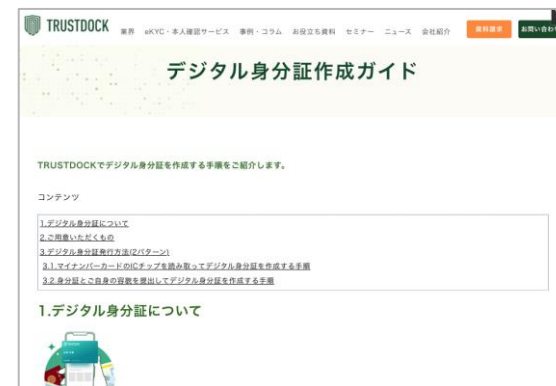 TRUSTDOCK
業界 eKYC・本人確認サービス 事例・コラム お役立ち資料 セミナー ニュース 会社紹介 資料請求 お問い合わ
デジタル身分証作成ガイド
TRUSTDOCKでデジタル身分証を作成する手順をご紹介します。
コンテンツ
1.デジタル身分証について
2.ご用意いただくもの
3.デジタル身分証発行方法(2パターン)
3.1.マイナンバーカードのICチップを読み取ってデジタル身分証を作成する手順
3.2.身分証とご自身の容貌を提出してデジタル身分証を作成する手順
1.デジタル身分証について